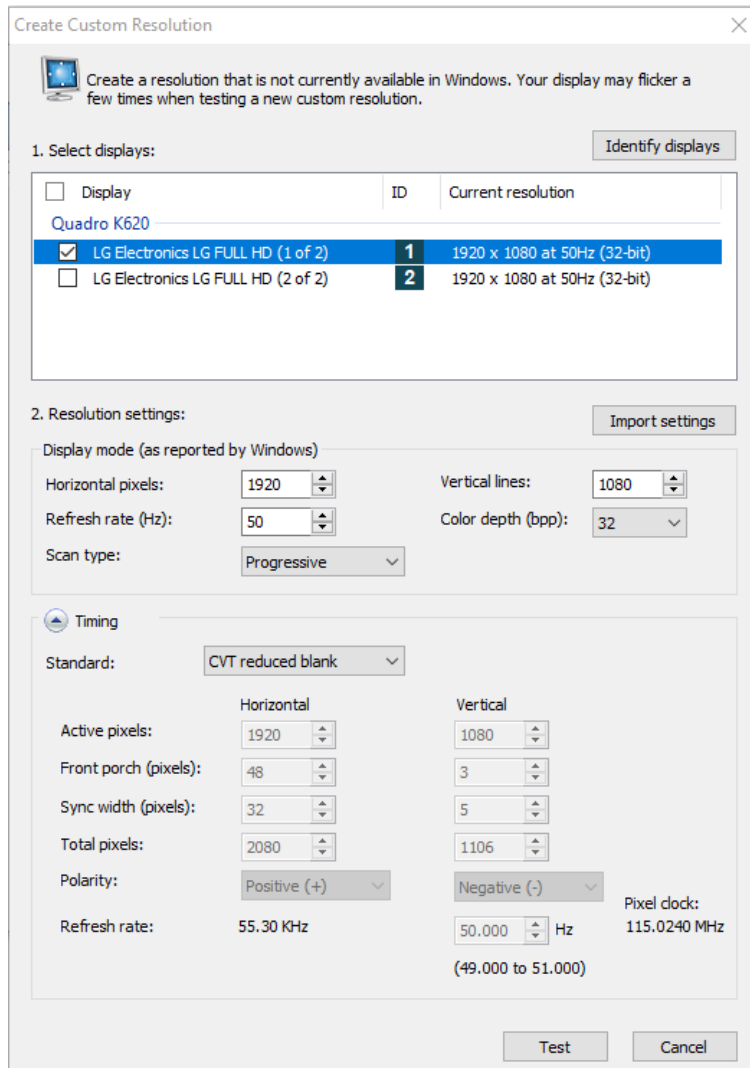 Create Custom Resolution
Create a resolution that is not currently available in Windows. Your display may flicker a
few times when testing a new custom resolution.
1. Select displays:
Identify displays
Display ID Current resolution
Quadro K620
LG Electronics LG FULL HD (1 of 2) 1 1920 x 1080 at 50Hz (32-bit)
LG Electronics LG FULL HD (2 of 2) 2 1920 x 1080 at 50Hz (32-bit)
2. Resolution settings:
Import settings
Display mode (as reported by Windows)
Horizontal pixels: 1920 Vertical lines: 1080
Refresh rate (Hz): 50 Color depth (bpp): 32
Scan type: Progressive
Timing
Standard: CVT reduced blank
Horizontal Vertical
Active pixels: 1920 1080
Front porch (pixels): 48 3
Sync width (pixels): 32 5
Total pixels: 2080 1106
Polarity: Positive (+) Negative (-)
Pixel clock:
Refresh rate: 55.30 KHz 50.000 Hz 115.0240 MHz
(49.000 to 51.000)
Test Cancel